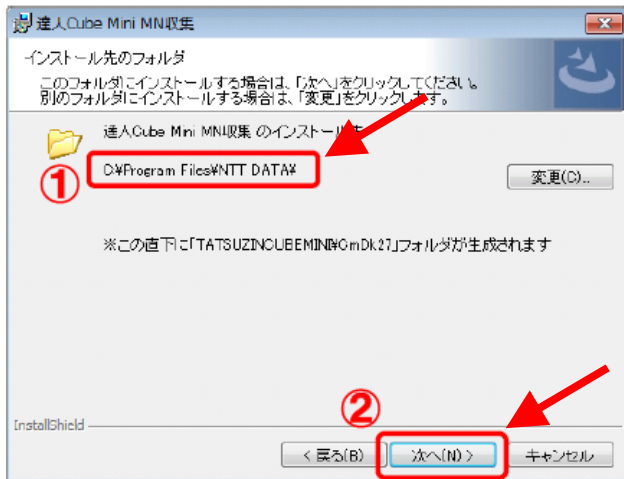 達人Cube Mini MN収集
インストール先のフォルダ
このフォルダにインストールする場合は、「次へ」をクリックしてください。
別のフォルダにインストールする場合は、「変更」をクリックします。
達人Cube Mini MN収集 のインストール
①
D:¥Program Files¥NTT DATA¥
変更(C)...
※この直下に「TATSUZINCUBEMINI¥CmDk27」フォルダが生成されます
②
InstallShield
< 戻る(B)
次へ(N) >
キャンセル